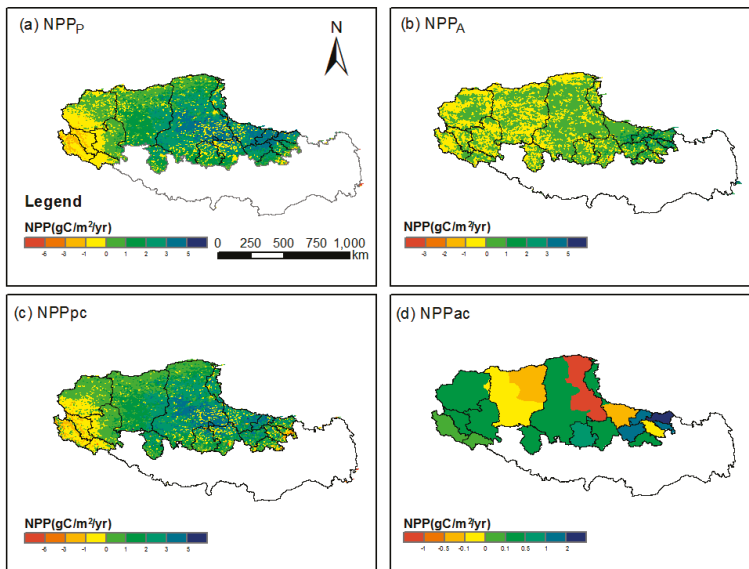 (a) NPPP
N
Legend
NPP(gC/m²/yr)
-5 -3 -1 0 1 2 3 5
0 250 500 750 1,000
km
(b) NPPA
NPP(gC/m²/yr)
-3 -2 -1 0 1 2 3 5
(c) NPPpc
NPP(gC/m²/yr)
-5 -3 -1 0 1 2 3 5
(d) NPPac
NPP(gC/m²/yr)
-1 -0.5 -0.1 0 0.1 0.5 1 2